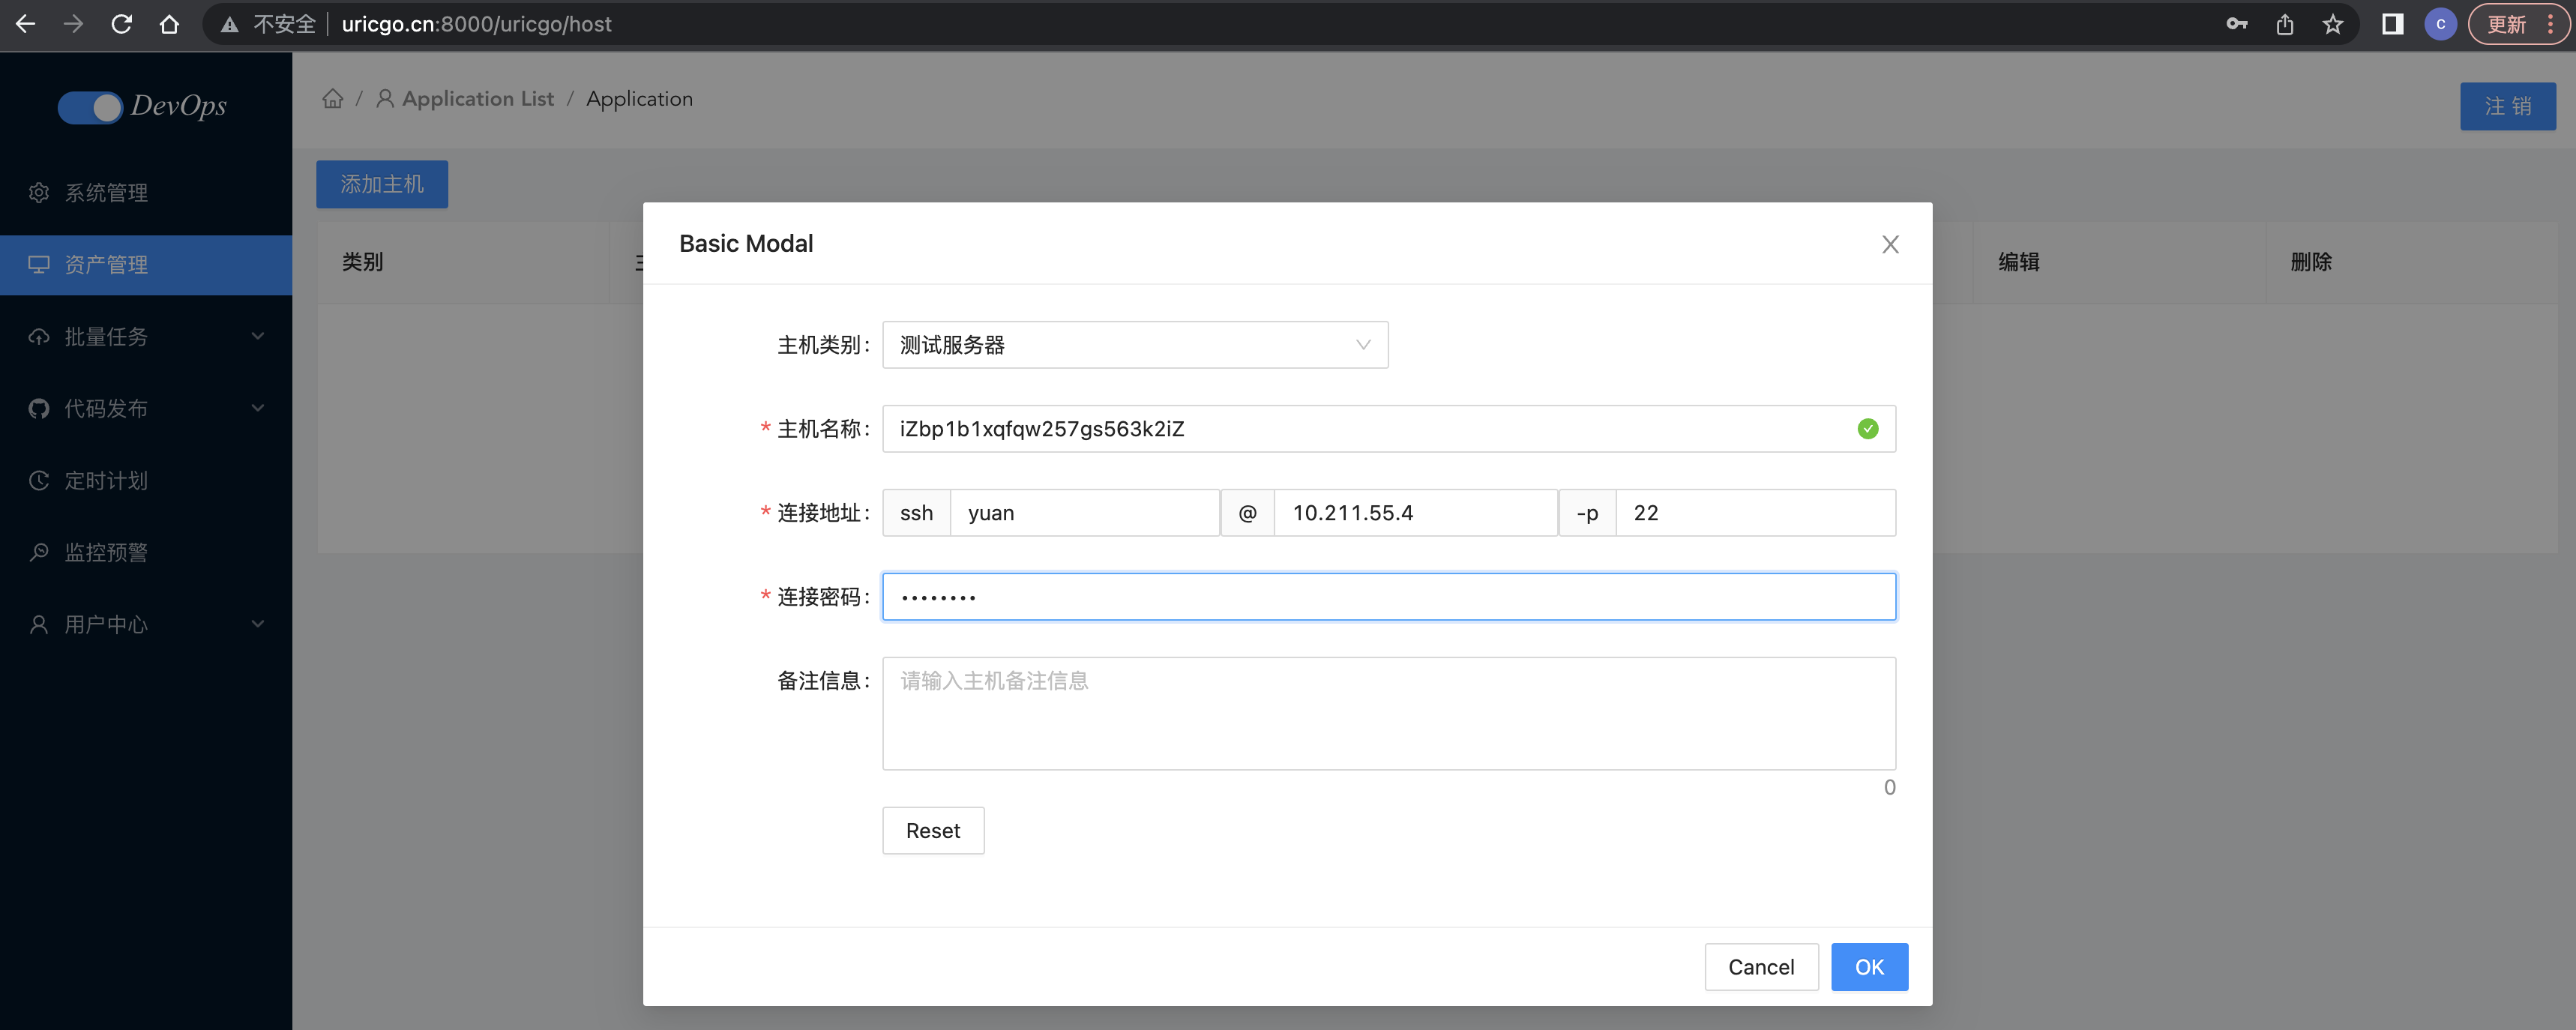 不安全 uricgo.cn:8000/uricgo/host C 更新
DevOps
/ Application List / Application
注 销
系统管理
资产管理
批量任务
代码发布
定时计划
监控预警
用户中心
添加主机
类别 编辑 删除
Basic Modal
主机类别: 测试服务器
* 主机名称: iZbp1b1xqfqw257gs563k2iZ
* 连接地址: ssh yuan @ 10.211.55.4 -p 22
* 连接密码: ••••••••
备注信息: 请输入主机备注信息
0
Reset
Cancel OK